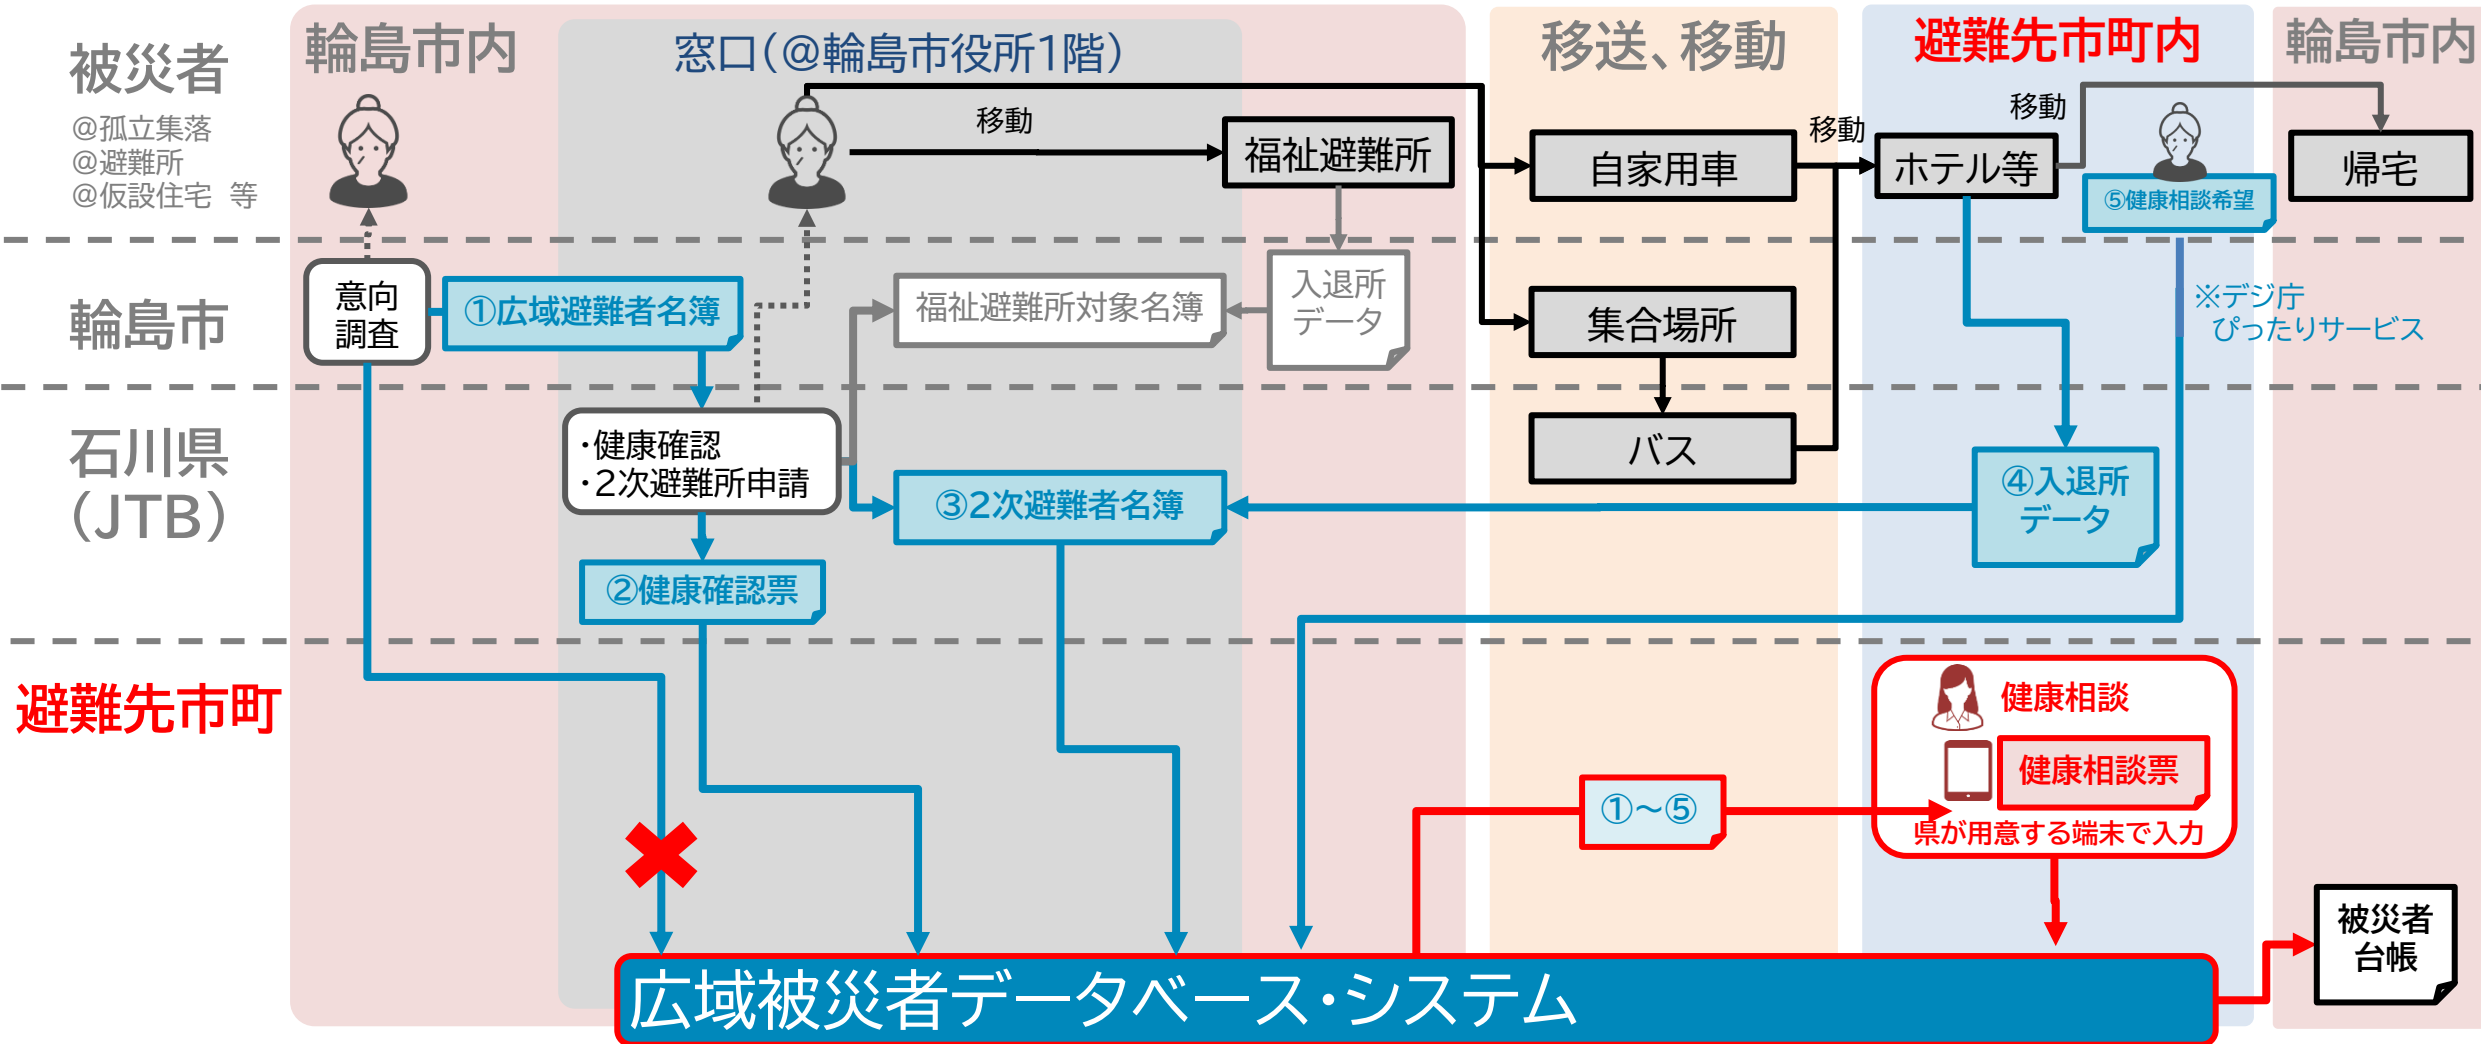 輪島市内
窓口(@輪島市役所1階)
移送、移動
避難先市町内
輪島市内
被災者
@孤立集落
@避難所
@仮設住宅 等
移動
福祉避難所
自家用車
移動
ホテル等
移動
⑤健康相談希望
帰宅
輪島市
意向
調査
①広域避難者名簿
福祉避難所対象名簿
入退所
データ
集合場所
※デジ庁
ぴったりサービス
石川県
(JTB)
・健康確認
・2次避難所申請
バス
③2次避難者名簿
④入退所
データ
②健康確認票
避難先市町
健康相談
健康相談票
①~⑤
県が用意する端末で入力
被災者
台帳
広域被災者データベース・システム